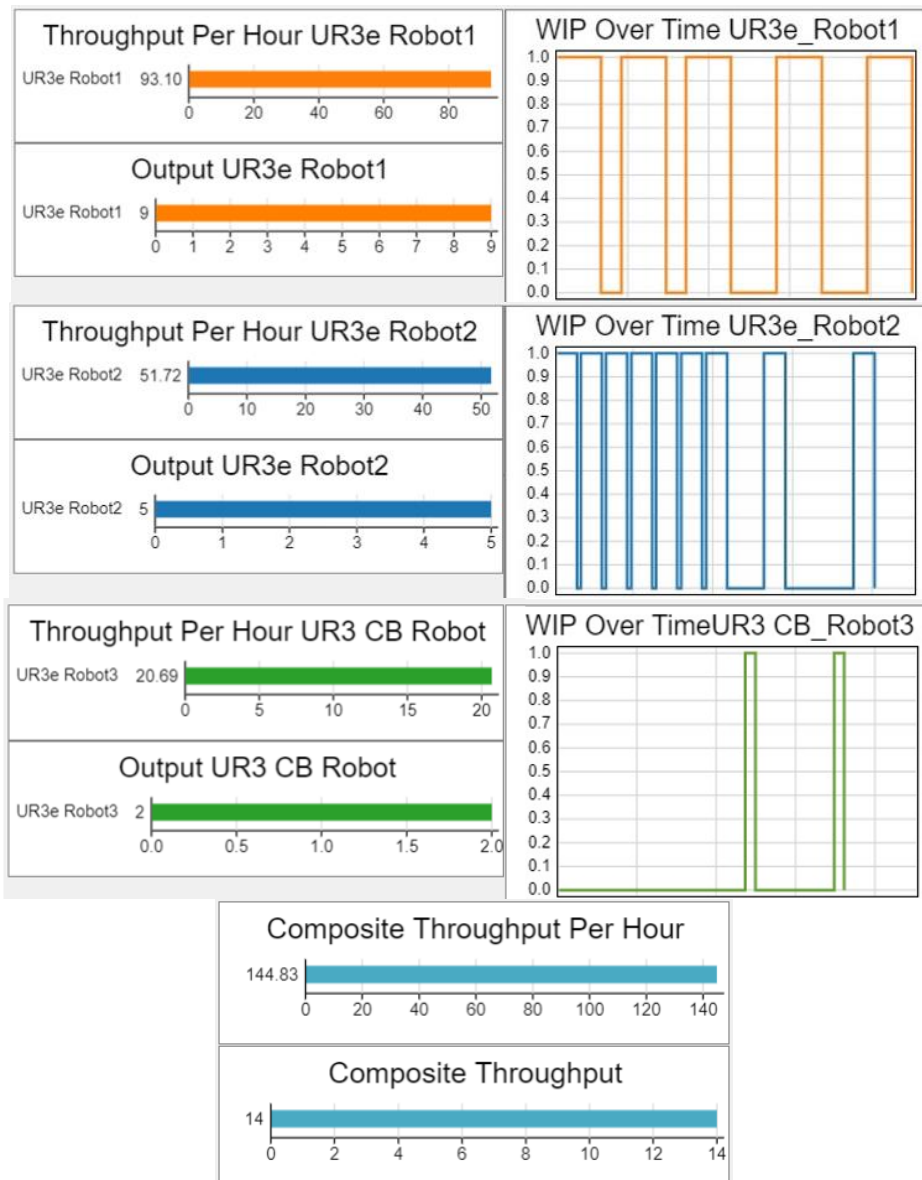 Throughput Per Hour UR3e Robot1
UR3e Robot1 93.10
0 20 40 60 80
Output UR3e Robot1
UR3e Robot1 9
0 1 2 3 4 5 6 7 8 9
WIP Over Time UR3e_Robot1
1.0
0.9
0.8
0.7
0.6
0.5
0.4
0.3
0.2
0.1
0.0
Throughput Per Hour UR3e Robot2
UR3e Robot2 51.72
0 10 20 30 40 50
Output UR3e Robot2
UR3e Robot2 5
0 1 2 3 4 5
WIP Over Time UR3e_Robot2
1.0
0.9
0.8
0.7
0.6
0.5
0.4
0.3
0.2
0.1
0.0
Throughput Per Hour UR3 CB Robot
UR3e Robot3 20.69
0 5 10 15 20
Output UR3 CB Robot
UR3e Robot3 2
0.0 0.5 1.0 1.5 2.0
WIP Over TimeUR3 CB_Robot3
1.0
0.9
0.8
0.7
0.6
0.5
0.4
0.3
0.2
0.1
0.0
Composite Throughput Per Hour
144.83
0 20 40 60 80 100 120 140
Composite Throughput
14
0 2 4 6 8 10 12 14